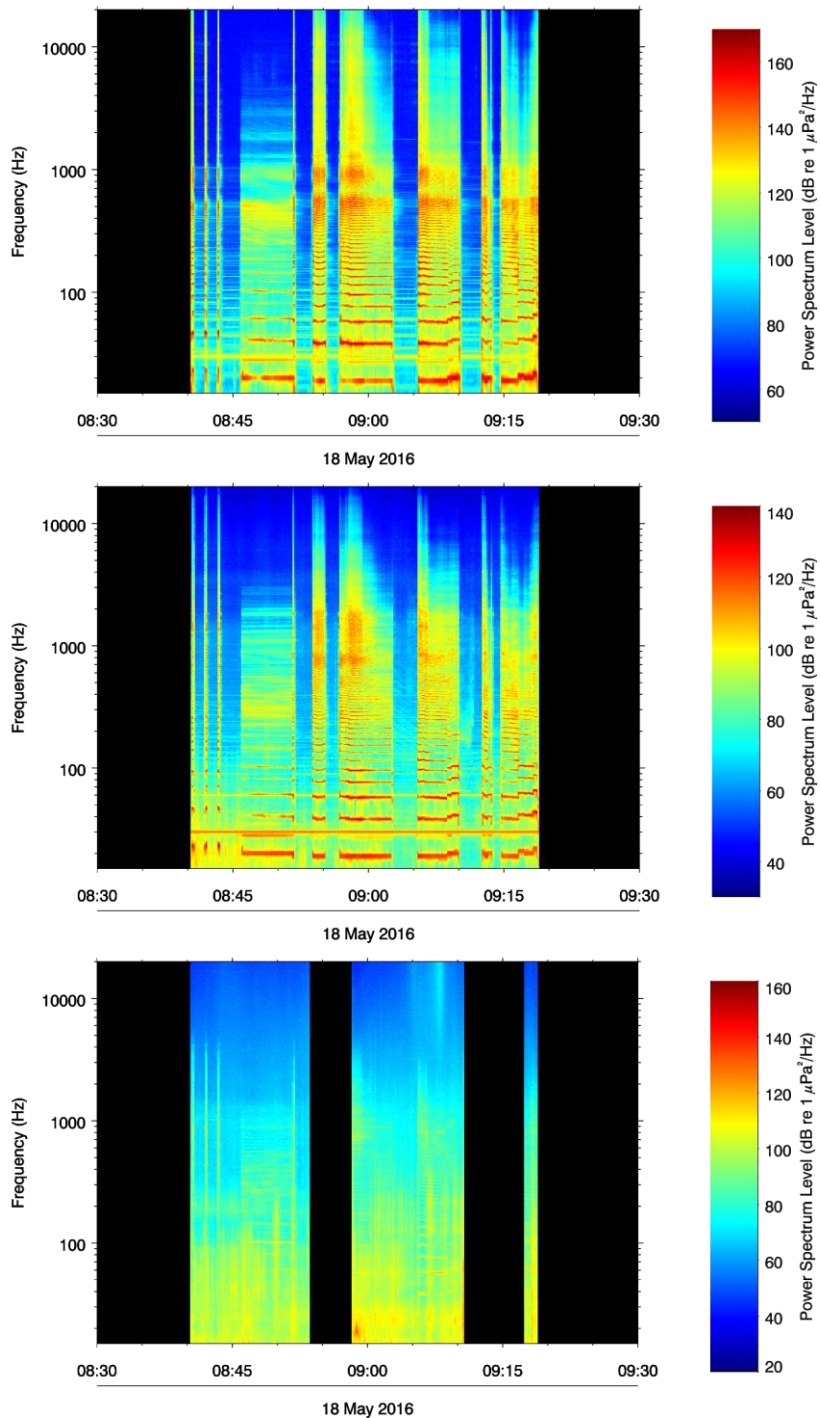 10000
1000
100
Frequency (Hz)
08:30 08:45 09:00 09:15 09:30
18 May 2016
160
140
120
100
80
60
Power Spectrum Level (dB re 1 μPa²/Hz)
10000
1000
100
Frequency (Hz)
08:30 08:45 09:00 09:15 09:30
18 May 2016
140
120
100
80
60
40
Power Spectrum Level (dB re 1 μPa²/Hz)
10000
1000
100
Frequency (Hz)
08:30 08:45 09:00 09:15 09:30
18 May 2016
160
140
120
100
80
60
40
20
Power Spectrum Level (dB re 1 μPa²/Hz)